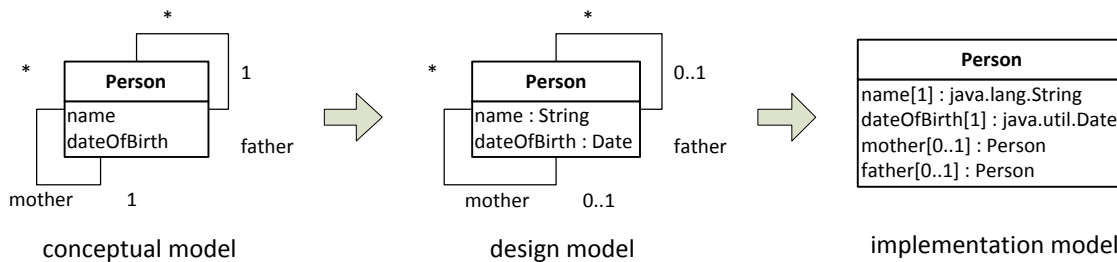 *
*
Person
1
name
dateOfBirth
father
mother
1
conceptual model
*
*
Person
0..1
name : String
dateOfBirth : Date
father
mother
0..1
design model
Person
name[1] : java.lang.String
dateOfBirth[1] : java.util.Date
mother[0..1] : Person
father[0..1] : Person
implementation model